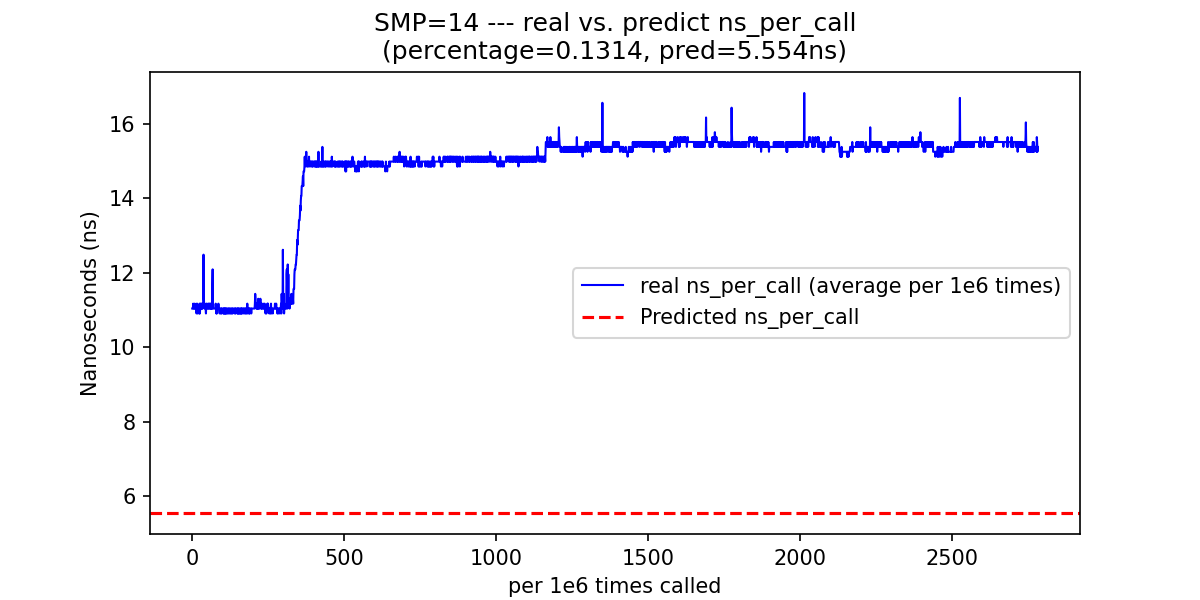 SMP=14 --- real vs. predict ns_per_call
(percentage=0.1314, pred=5.554ns)
Nanoseconds (ns)
16
14
12
10
8
6
real ns_per_call (average per 1e6 times)
Predicted ns_per_call
0 500 1000 1500 2000 2500
per 1e6 times called